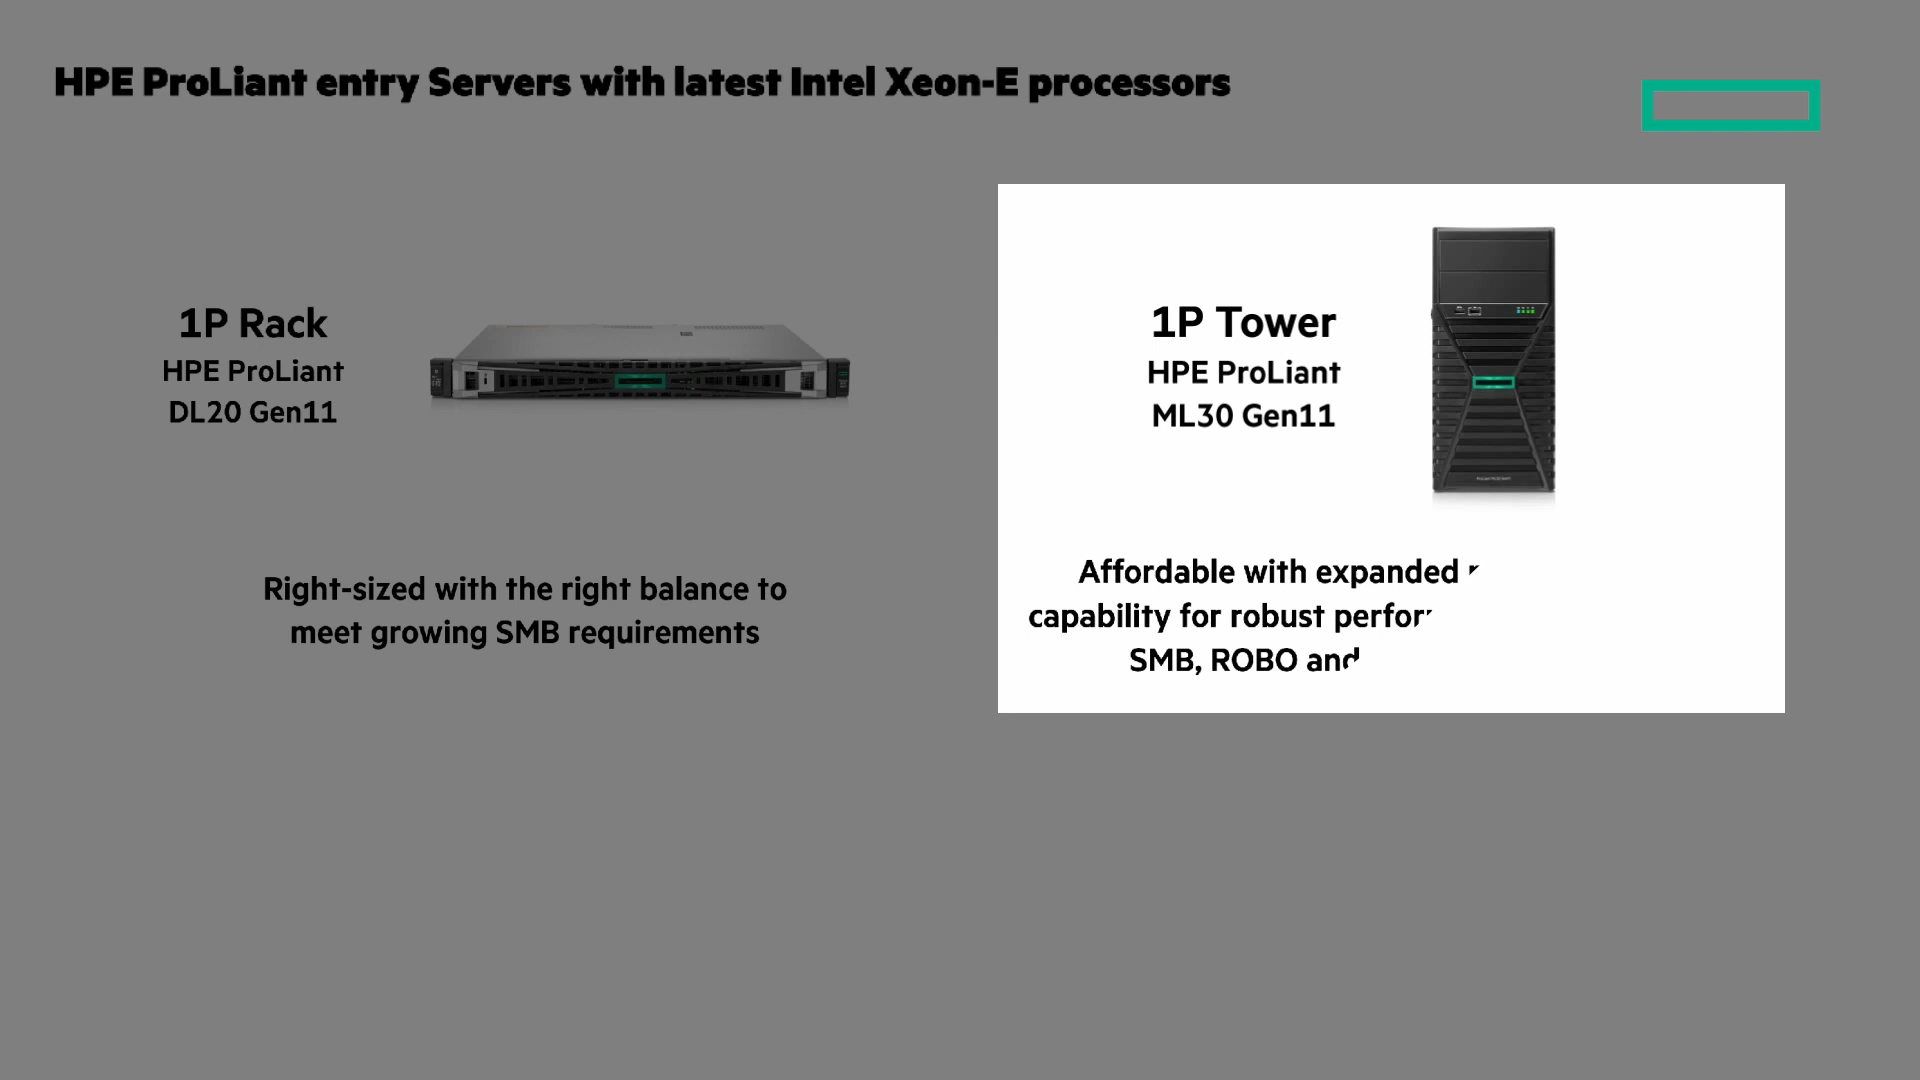 HPE ProLiant entry Servers with latest Intel Xeon-E processors
1P Rack
HPE ProLiant
DL20 Gen11
Right-sized with the right balance to
meet growing SMB requirements
1P Tower
HPE ProLiant
ML30 Gen11
Affordable with expanded
capability for robust perfor
SMB, ROBO and